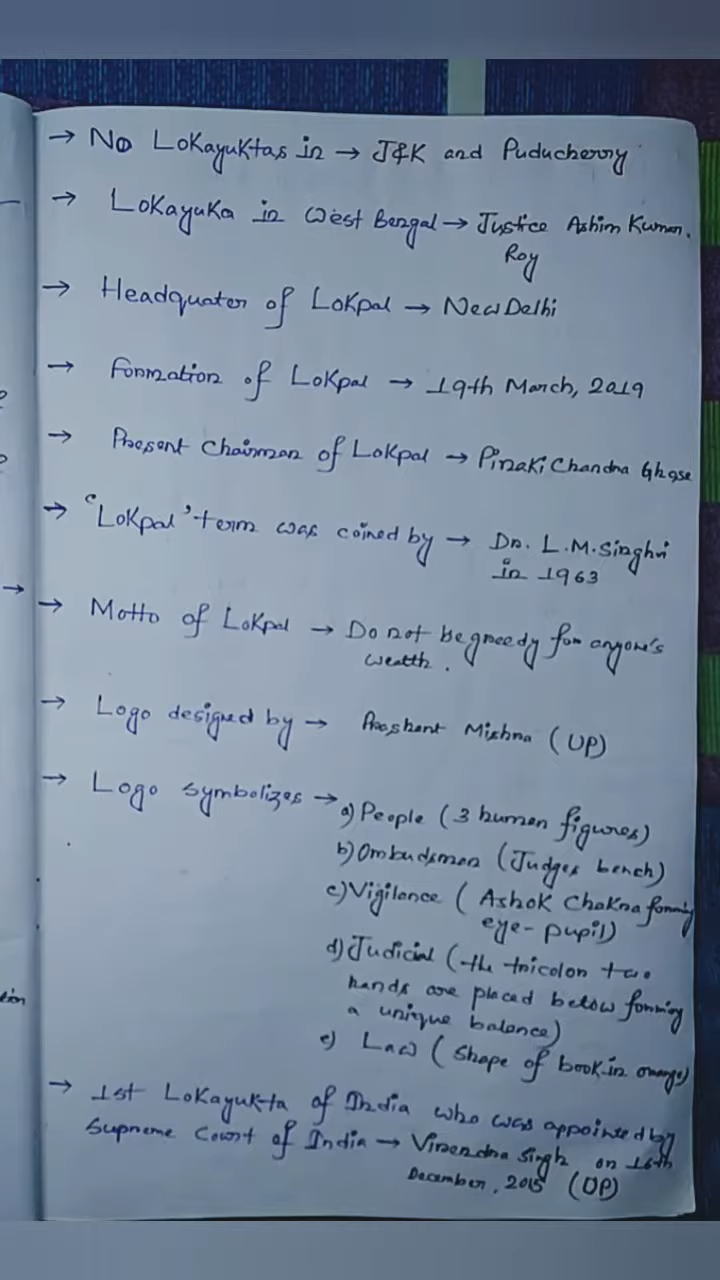 → No Lokayuktas in → J&K and Puducherry
→ Lokayuka in West Bengal → Justice Ashim Kumar.
Roy
→ Headquater of Lokpal → New Delhi
→ Formation of Lokpal → 19th March, 2019
→ Present Chairman of Lokpal → Pinaki Chandra Ghose
→ 'Lokpal' term was coined by → Dr. L.M. Singhvi
in 1963
→ Motto of Lokpal → Do not be greedy for anyone's
wealth.
→ Logo designed by → Prashant Mishra (UP)
→ Logo symbolizes → a) People (3 human figures)
b) Ombudsman (Judges bench)
c) Vigilance (Ashok Chakra forming
eye-pupil)
d) Judicial (the tricolor two
hands are placed below forming
a unique balance)
e) Law (shape of book in orange)
→ 1st Lokayukta of India who was appointed by
Supreme Court of India → Virendra Singh on 16th
December, 2015 (UP)